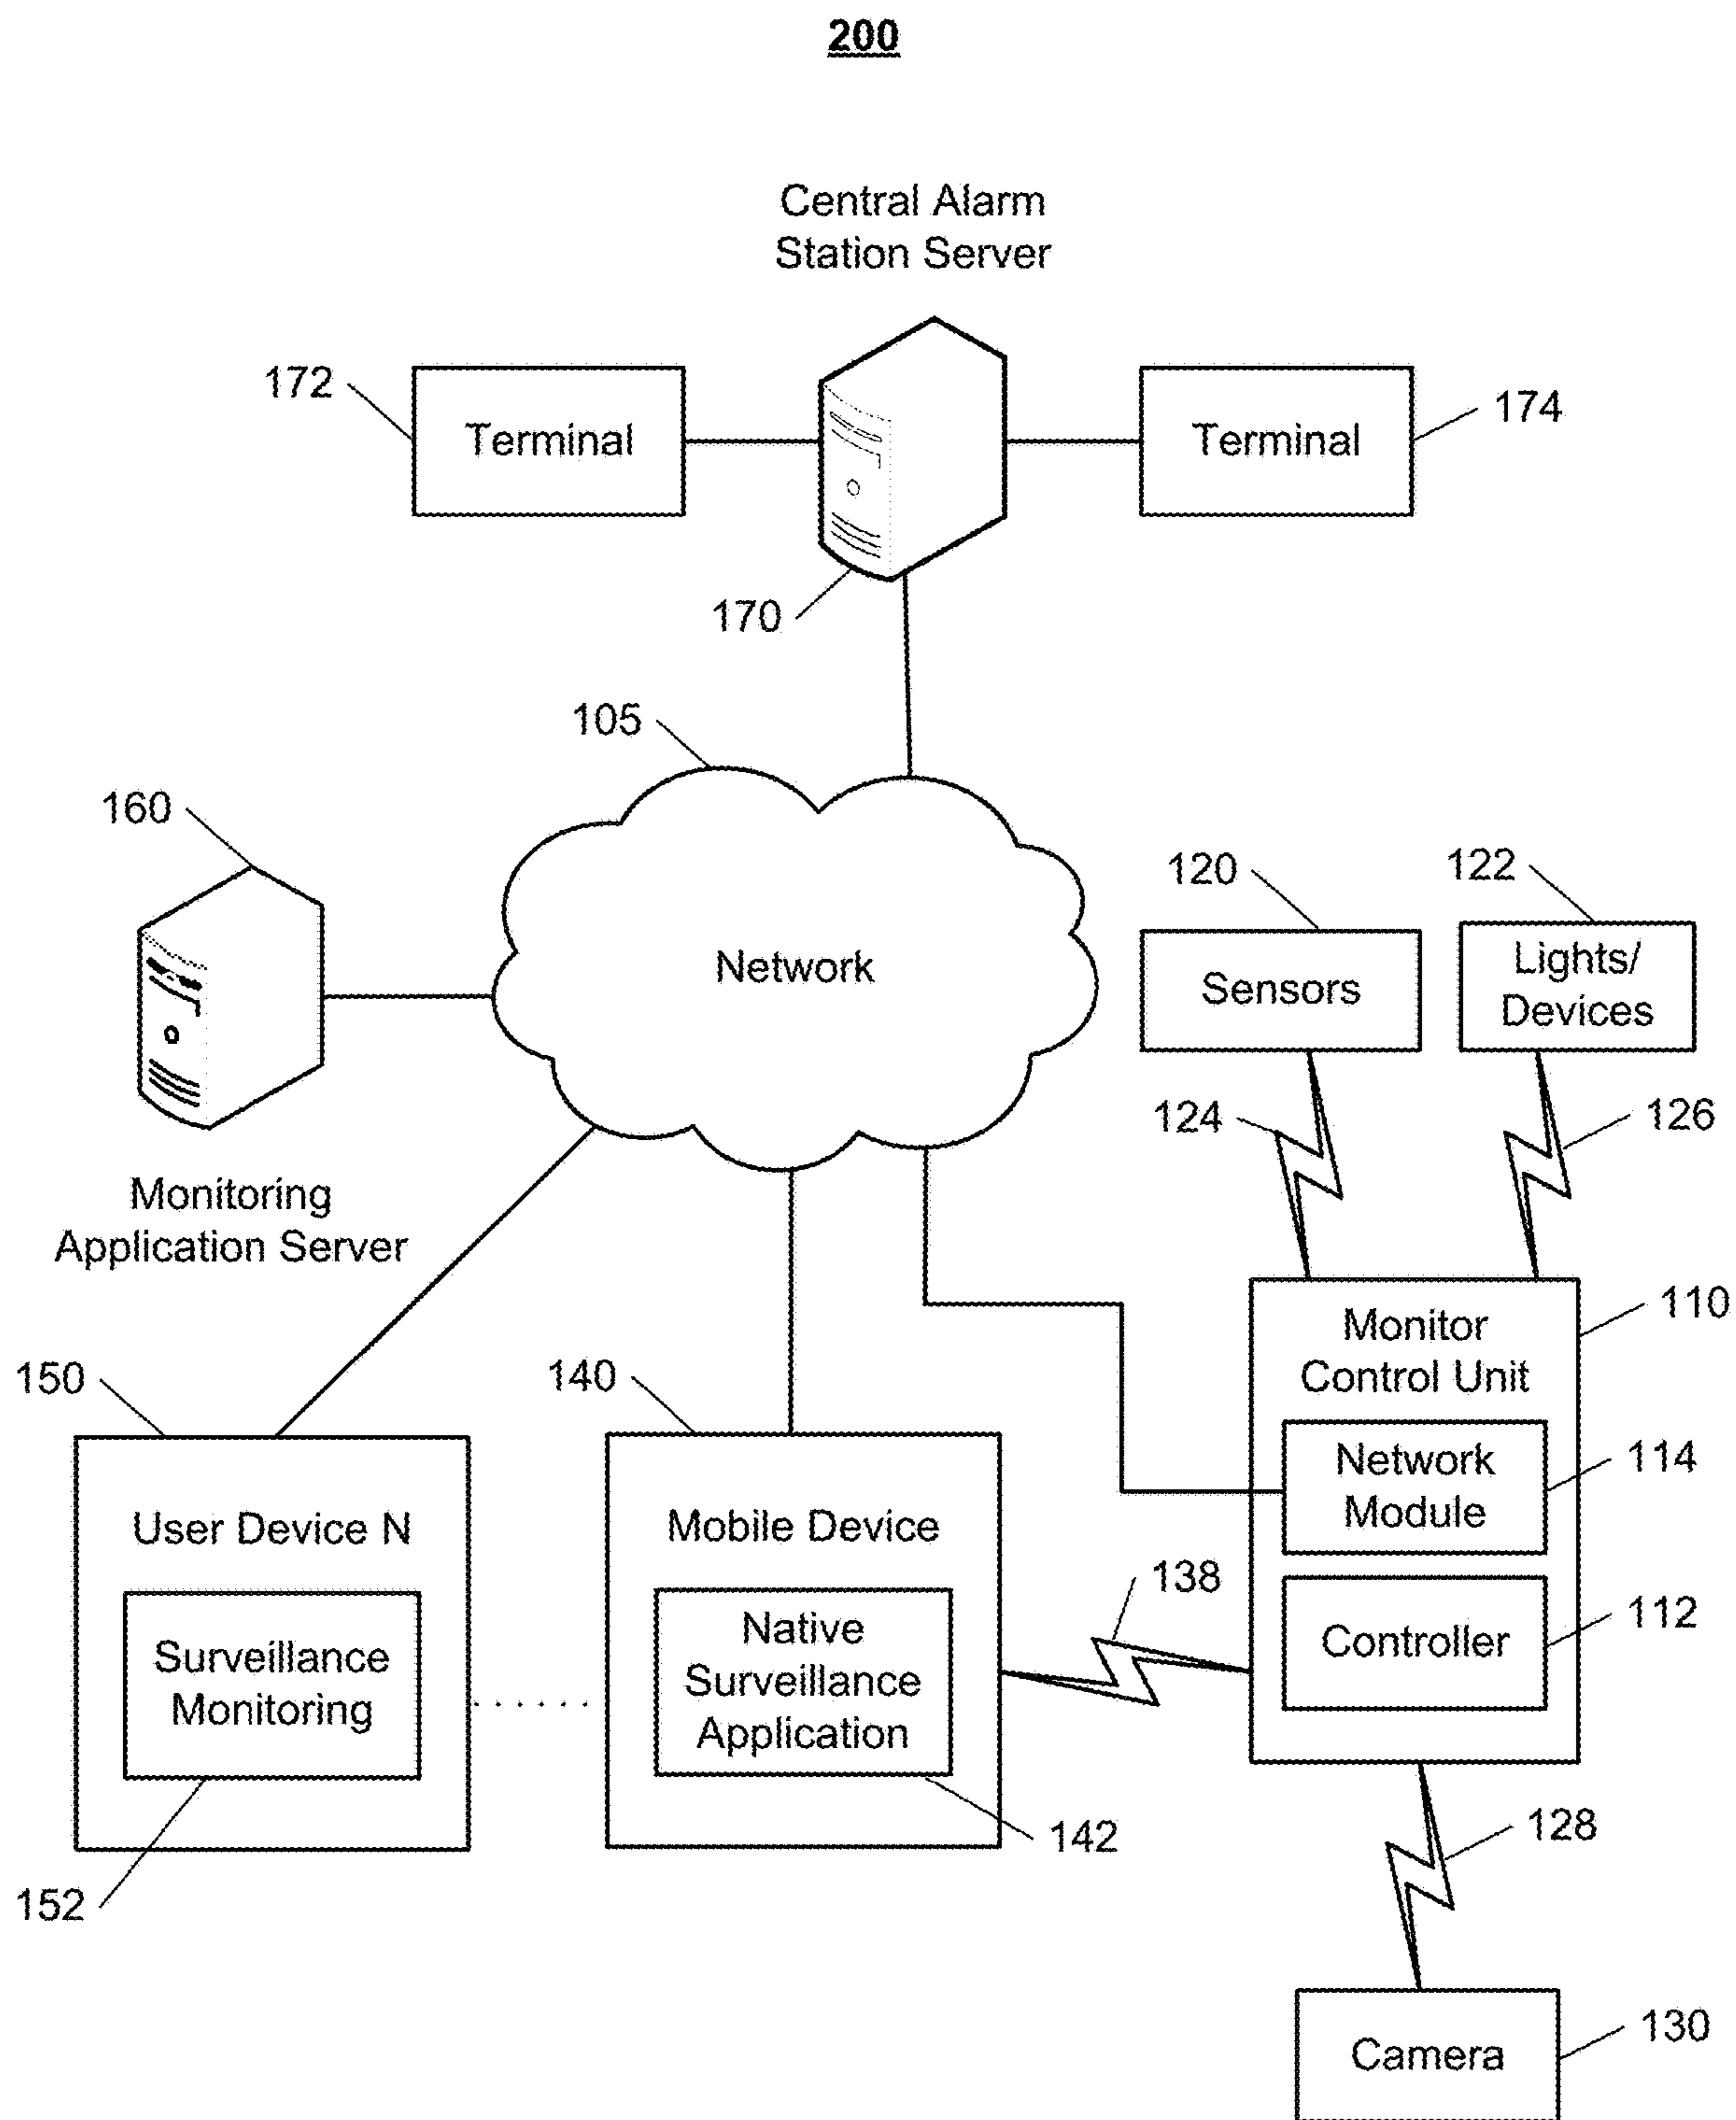 200
Central Alarm
Station Server
172
Terminal
Terminal
174
170
105
160
Network
120
122
Sensors
Lights/
Devices
124
126
Monitoring
Application Server
110
Monitor
Control Unit
150
140
Network
Module
114
User Device N
Mobile Device
138
112
Controller
Surveillance
Monitoring
Native
Surveillance
Application
142
128
152
130
Camera